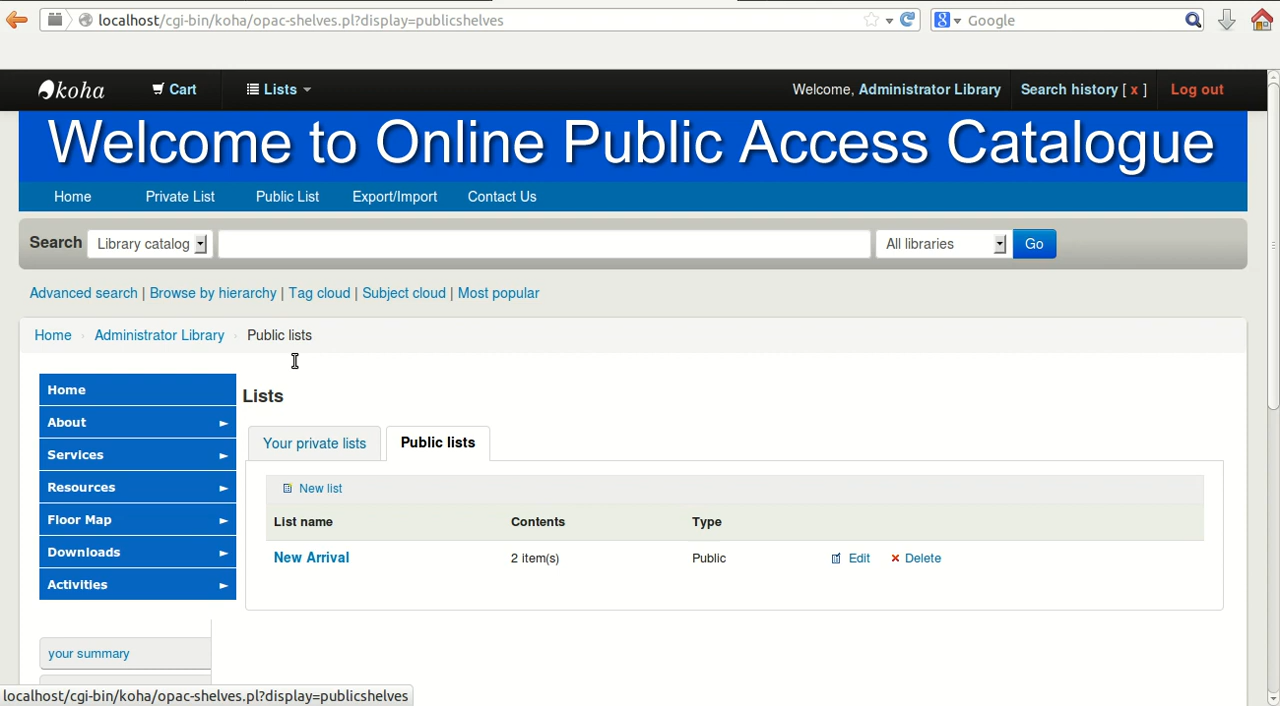 localhost/cgi-bin/koha/opac-shelves.pl?display=publicshelves
Google
koha Cart Lists Welcome, Administrator Library Search history [ x ] Log out
Welcome to Online Public Access Catalogue
Home Private List Public List Export/Import Contact Us
Search Library catalog All libraries Go
Advanced search | Browse by hierarchy | Tag cloud | Subject cloud | Most popular
Home Administrator Library Public lists
Home
About
Services
Resources
Floor Map
Downloads
Activities
your summary
Lists
Your private lists Public lists
New list
List name Contents Type
New Arrival 2 item(s) Public Edit Delete
localhost/cgi-bin/koha/opac-shelves.pl?display=publicshelves